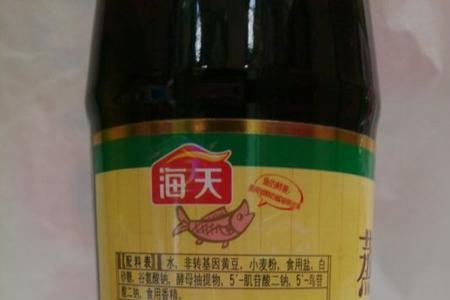 海天
蒸
【配料表】 水，非转基因黄豆，小麦粉，食用盐，白
砂糖，谷氨酸钠，酵母抽提物，5'-肌苷酸二钠，5'-鸟苷
酸二钠，食用香精，